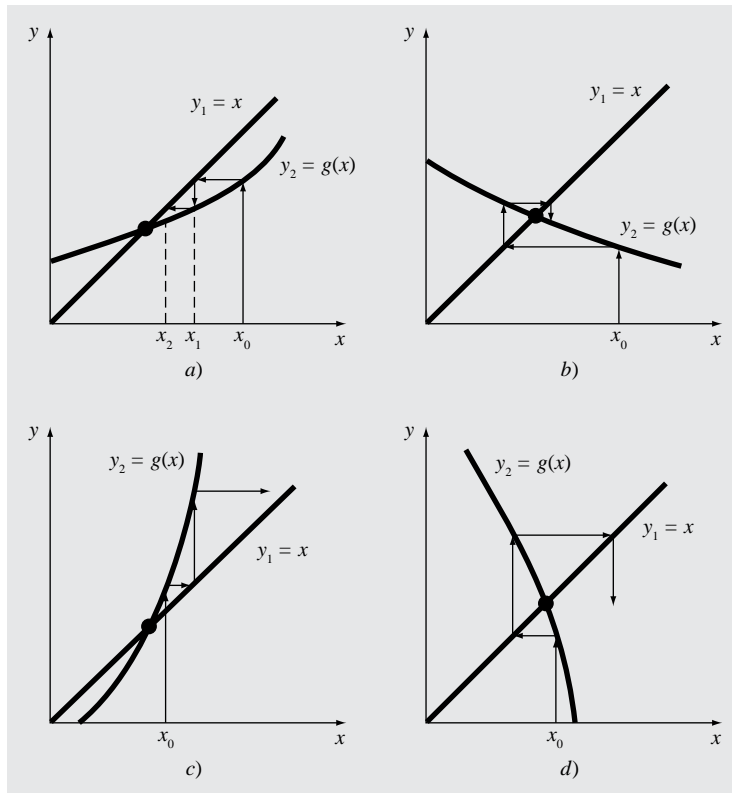 y
y₁ = x
y₂ = g(x)
x₂ x₁ x₀ x
a)
y
y₁ = x
y₂ = g(x)
x₀ x
b)
y
y₂ = g(x)
y₁ = x
x₀ x
c)
y
y₂ = g(x)
y₁ = x
x₀ x
d)